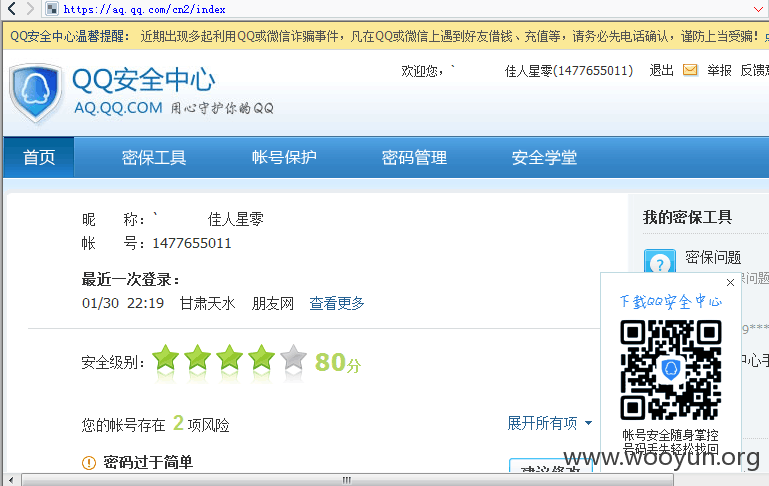 https://aq.qq.com/cn2/index
QQ安全中心温馨提醒： 近期出现多起利用QQ或微信诈骗事件，凡在QQ或微信上遇到好友借钱、充值等，请务必先电话确认，谨防上当受骗！
QQ安全中心
AQ.QQ.COM 用心守护你的QQ
欢迎您，` 佳人星零(1477655011) 退出 举报 反馈
首页 密保工具 帐号保护 密码管理 安全学堂
昵 称：` 佳人星零
帐 号：1477655011
最近一次登录：
01/30 22:19 甘肃天水 朋友网 查看更多
安全级别： 80分
您的帐号存在 2 项风险
展开所有项
密码过于简单
建议修改
我的密保工具
密保问题
保问题
9***
中心手
下载QQ安全中心
帐号安全随身掌控
号码丢失轻松找回
www.wooyun.org